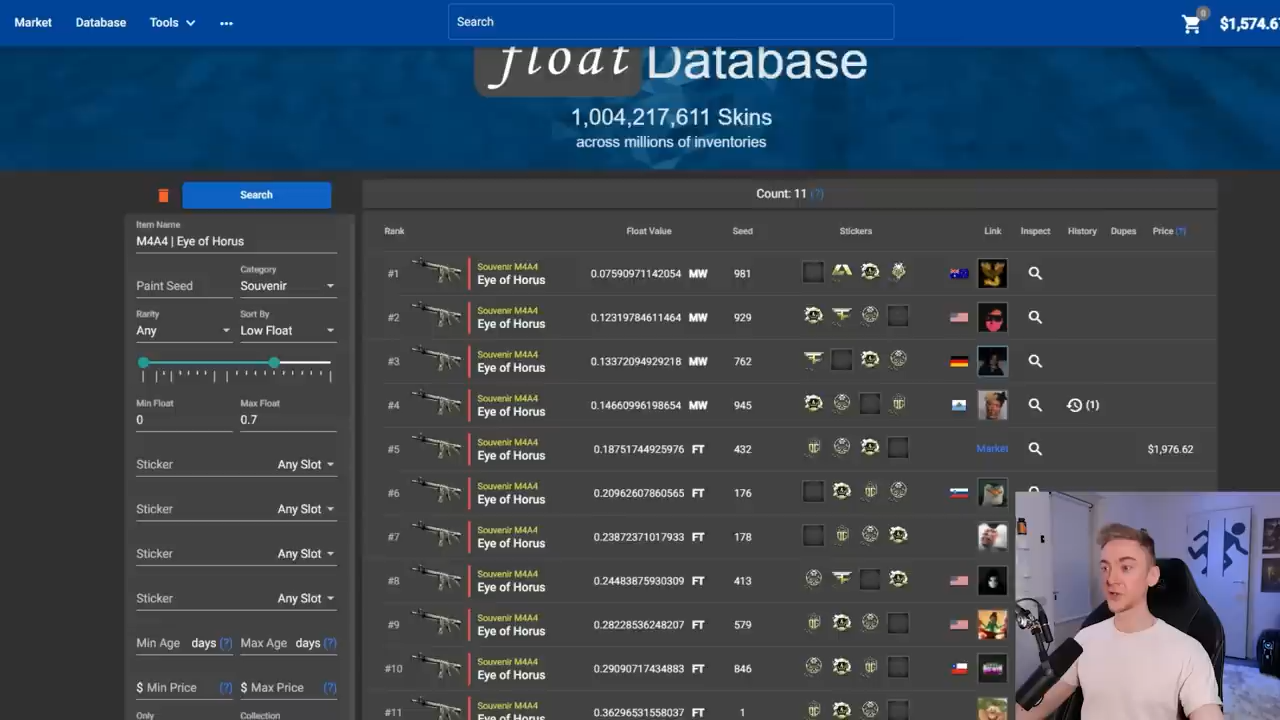 Market Database Tools ••• Search 0 $1,574.6
float Database
1,004,217,611 Skins
across millions of inventories
Search
Item Name
M4A4 | Eye of Horus
Category
Paint Seed Souvenir
Rarity Sort By
Any Low Float
Min Float Max Float
0 0.7
Sticker Any Slot
Sticker Any Slot
Sticker Any Slot
Sticker Any Slot
Min Age days (?) Max Age days (?)
$ Min Price (?) $ Max Price (?)
Only Collection
Count: 11 (?)
Rank Float Value Seed Stickers Link Inspect History Dupes Price (?)
#1 Souvenir M4A4 Eye of Horus 0.07590971142054 MW 981
#2 Souvenir M4A4 Eye of Horus 0.12319784611464 MW 929
#3 Souvenir M4A4 Eye of Horus 0.13372094929218 MW 762
#4 Souvenir M4A4 Eye of Horus 0.14660996198654 MW 945 (1)
#5 Souvenir M4A4 Eye of Horus 0.18751744925976 FT 432 Market $1,976.62
#6 Souvenir M4A4 Eye of Horus 0.20962607860565 FT 176
#7 Souvenir M4A4 Eye of Horus 0.23872371017933 FT 178
#8 Souvenir M4A4 Eye of Horus 0.24483875930309 FT 413
#9 Souvenir M4A4 Eye of Horus 0.28228536248207 FT 579
#10 Souvenir M4A4 Eye of Horus 0.29090717434883 FT 846
#11 Souvenir M4A4 Eye of Horus 0.36296531558037 FT 1